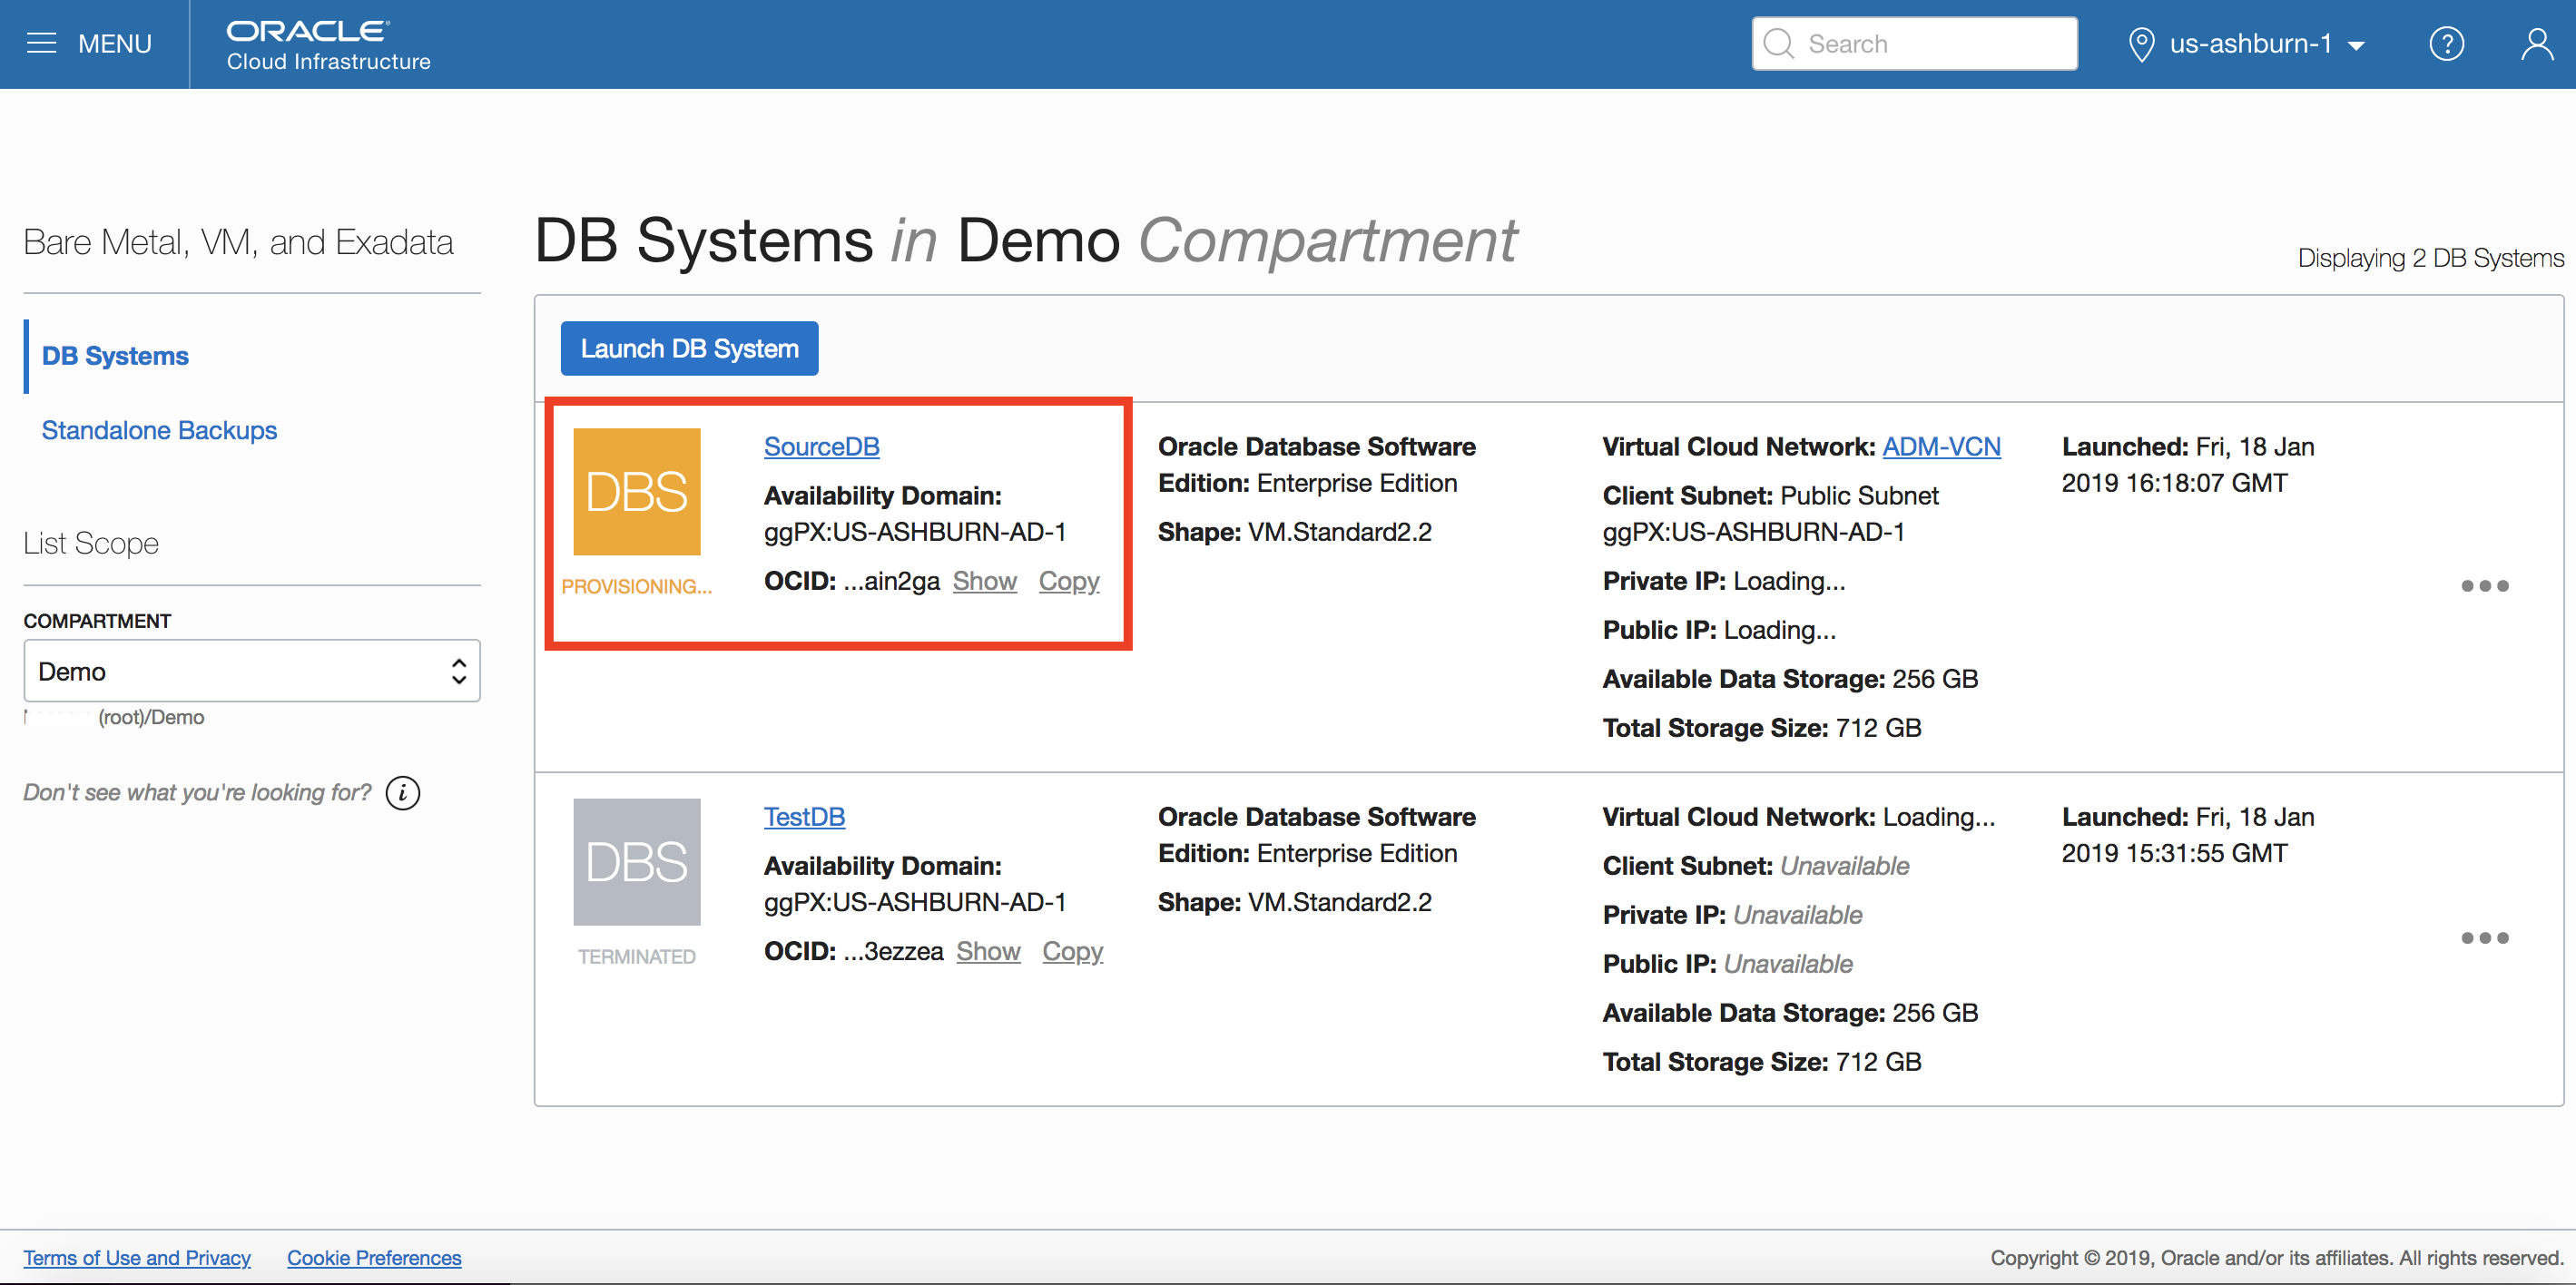 MENU
ORACLE
Cloud Infrastructure
Search
us-ashburn-1
?
Bare Metal, VM, and Exadata
DB Systems
Standalone Backups
List Scope
COMPARTMENT
Demo
(root)/Demo
Don't see what you're looking for? i
DB Systems in Demo Compartment
Displaying 2 DB Systems
Launch DB System
DBS
PROVISIONING...
SourceDB
Availability Domain:
ggPX:US-ASHBURN-AD-1
OCID: ...ain2ga Show Copy
Oracle Database Software
Edition: Enterprise Edition
Shape: VM.Standard2.2
Virtual Cloud Network: ADM-VCN
Client Subnet: Public Subnet
ggPX:US-ASHBURN-AD-1
Private IP: Loading...
Public IP: Loading...
Available Data Storage: 256 GB
Total Storage Size: 712 GB
Launched: Fri, 18 Jan
2019 16:18:07 GMT
DBS
TERMINATED
TestDB
Availability Domain:
ggPX:US-ASHBURN-AD-1
OCID: ...3ezzea Show Copy
Oracle Database Software
Edition: Enterprise Edition
Shape: VM.Standard2.2
Virtual Cloud Network: Loading...
Client Subnet: Unavailable
Private IP: Unavailable
Public IP: Unavailable
Available Data Storage: 256 GB
Total Storage Size: 712 GB
Launched: Fri, 18 Jan
2019 15:31:55 GMT
Terms of Use and Privacy
Cookie Preferences
Copyright © 2019, Oracle and/or its affiliates. All rights reserved.